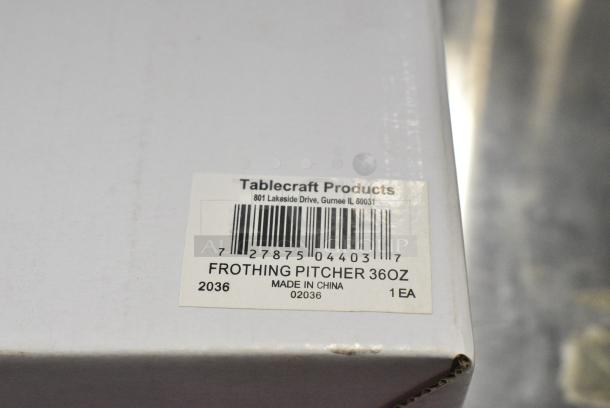 Tablecraft Products
801 Lakeside Drive, Gurnee IL 60031
7 27875 04403 7
FROTHING PITCHER 36OZ
2036 MADE IN CHINA 1 EA
02036